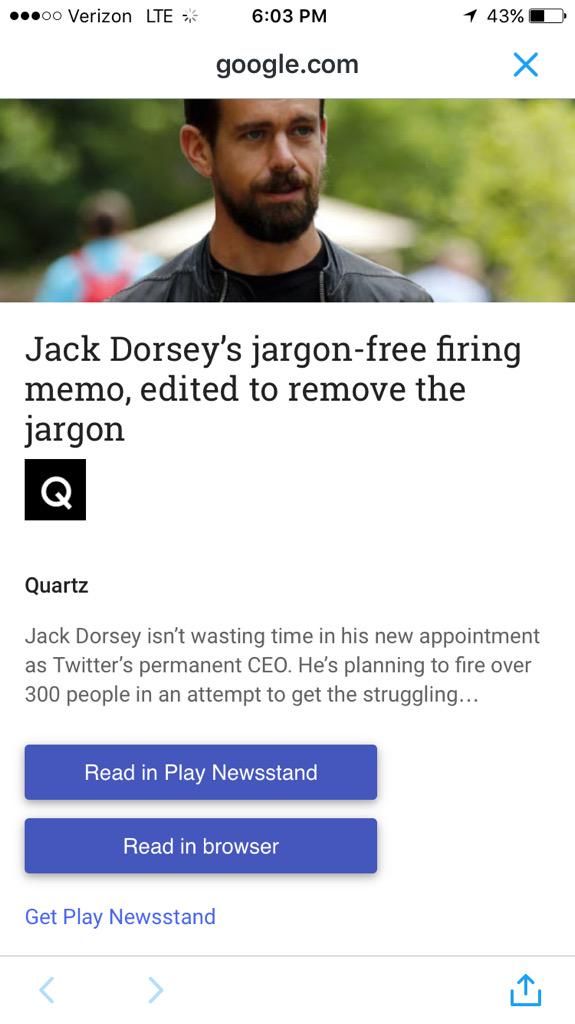 Verizon LTE 6:03 PM 43%
google.com
Jack Dorsey’s jargon-free firing
memo, edited to remove the
jargon
Q
Quartz
Jack Dorsey isn’t wasting time in his new appointment
as Twitter’s permanent CEO. He’s planning to fire over
300 people in an attempt to get the struggling…
Read in Play Newsstand
Read in browser
Get Play Newsstand